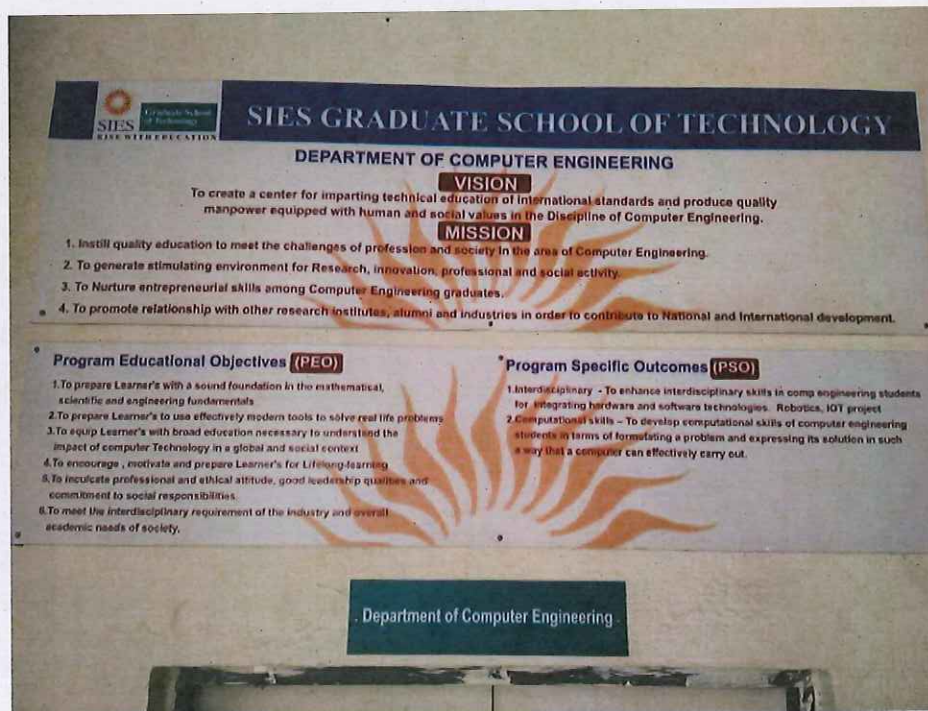 SIES
Graduate School
of Technology
RISE WITH EDUCATION
SIES GRADUATE SCHOOL OF TECHNOLOGY
DEPARTMENT OF COMPUTER ENGINEERING
VISION
To create a center for imparting technical education of international standards and produce quality
manpower equipped with human and social values in the Discipline of Computer Engineering.
MISSION
1. Instill quality education to meet the challenges of profession and society in the area of Computer Engineering.
2. To generate stimulating environment for Research, innovation, professional and social activity.
3. To Nurture entrepreneurial skills among Computer Engineering graduates.
4. To promote relationship with other research institutes, alumni and industries in order to contribute to National and International development.
Program Educational Objectives (PEO)
1.To prepare Learner's with a sound foundation in the mathematical,
scientific and engineering fundamentals
2.To prepare Learner's to use effectively modern tools to solve real life problems
3.To equip Learner's with broad education necessary to understand the
impact of computer Technology in a global and social context
4.To encourage , motivate and prepare Learner's for Lifelong-learning
5.To inculcate professional and ethical attitude, good leadership qualities and
commitment to social responsibilities.
6.To meet the interdisciplinary requirement of the industry and overall
academic needs of society.
Program Specific Outcomes (PSO)
1.Interdisciplinary - To enhance interdisciplinary skills in comp engineering students
for integrating hardware and software technologies. Robotics, IOT project
2.Computational skills – To develop computational skills of computer engineering
students in terms of formulating a problem and expressing its solution in such
a way that a computer can effectively carry out.
Department of Computer Engineering